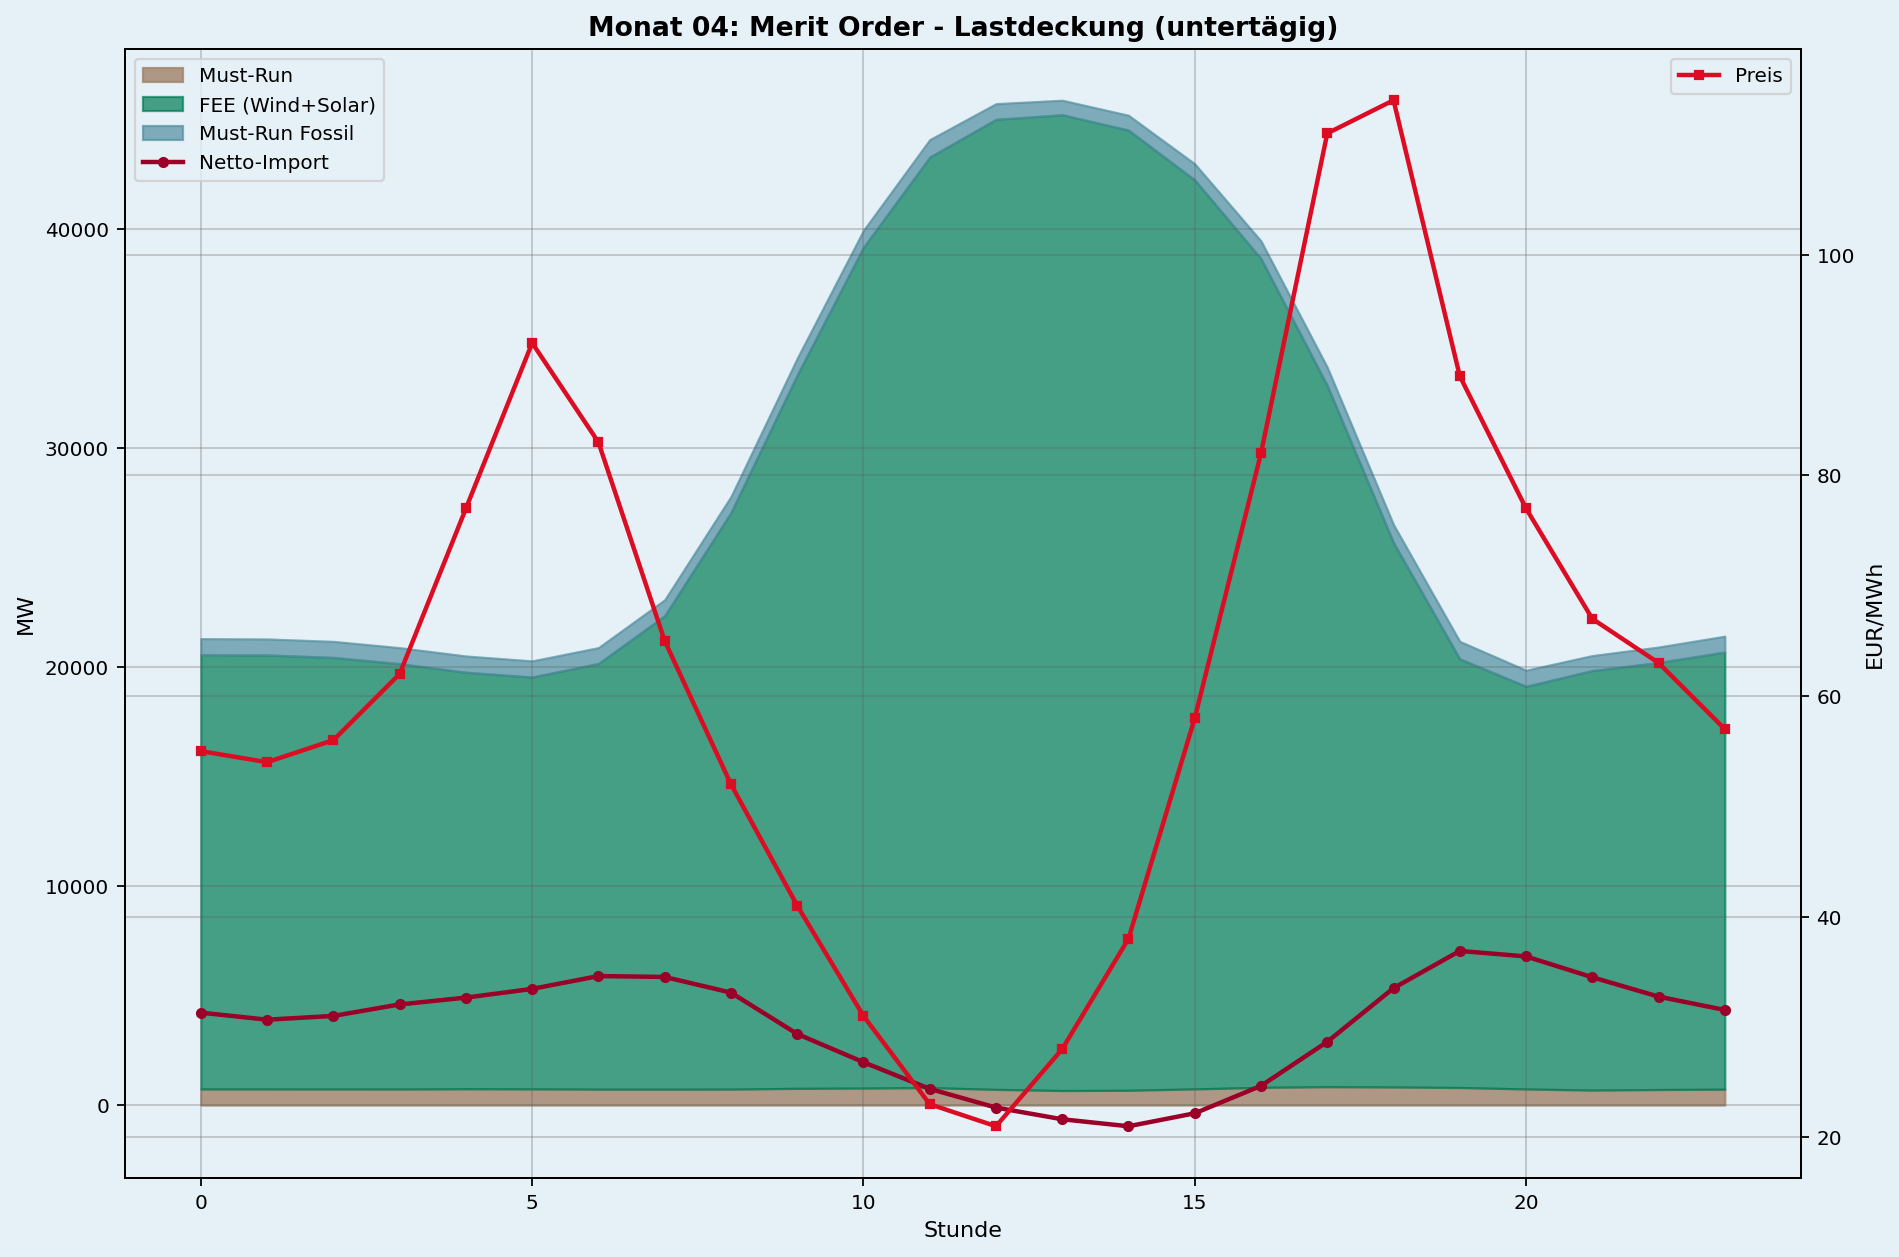 Monat 04: Merit Order - Lastdeckung (untertägig)
Must-Run
FEE (Wind+Solar)
Must-Run Fossil
Netto-Import
Preis
40000
30000
20000
10000
0
MW
100
80
60
40
20
EUR/MWh
0
5
10
15
20
Stunde